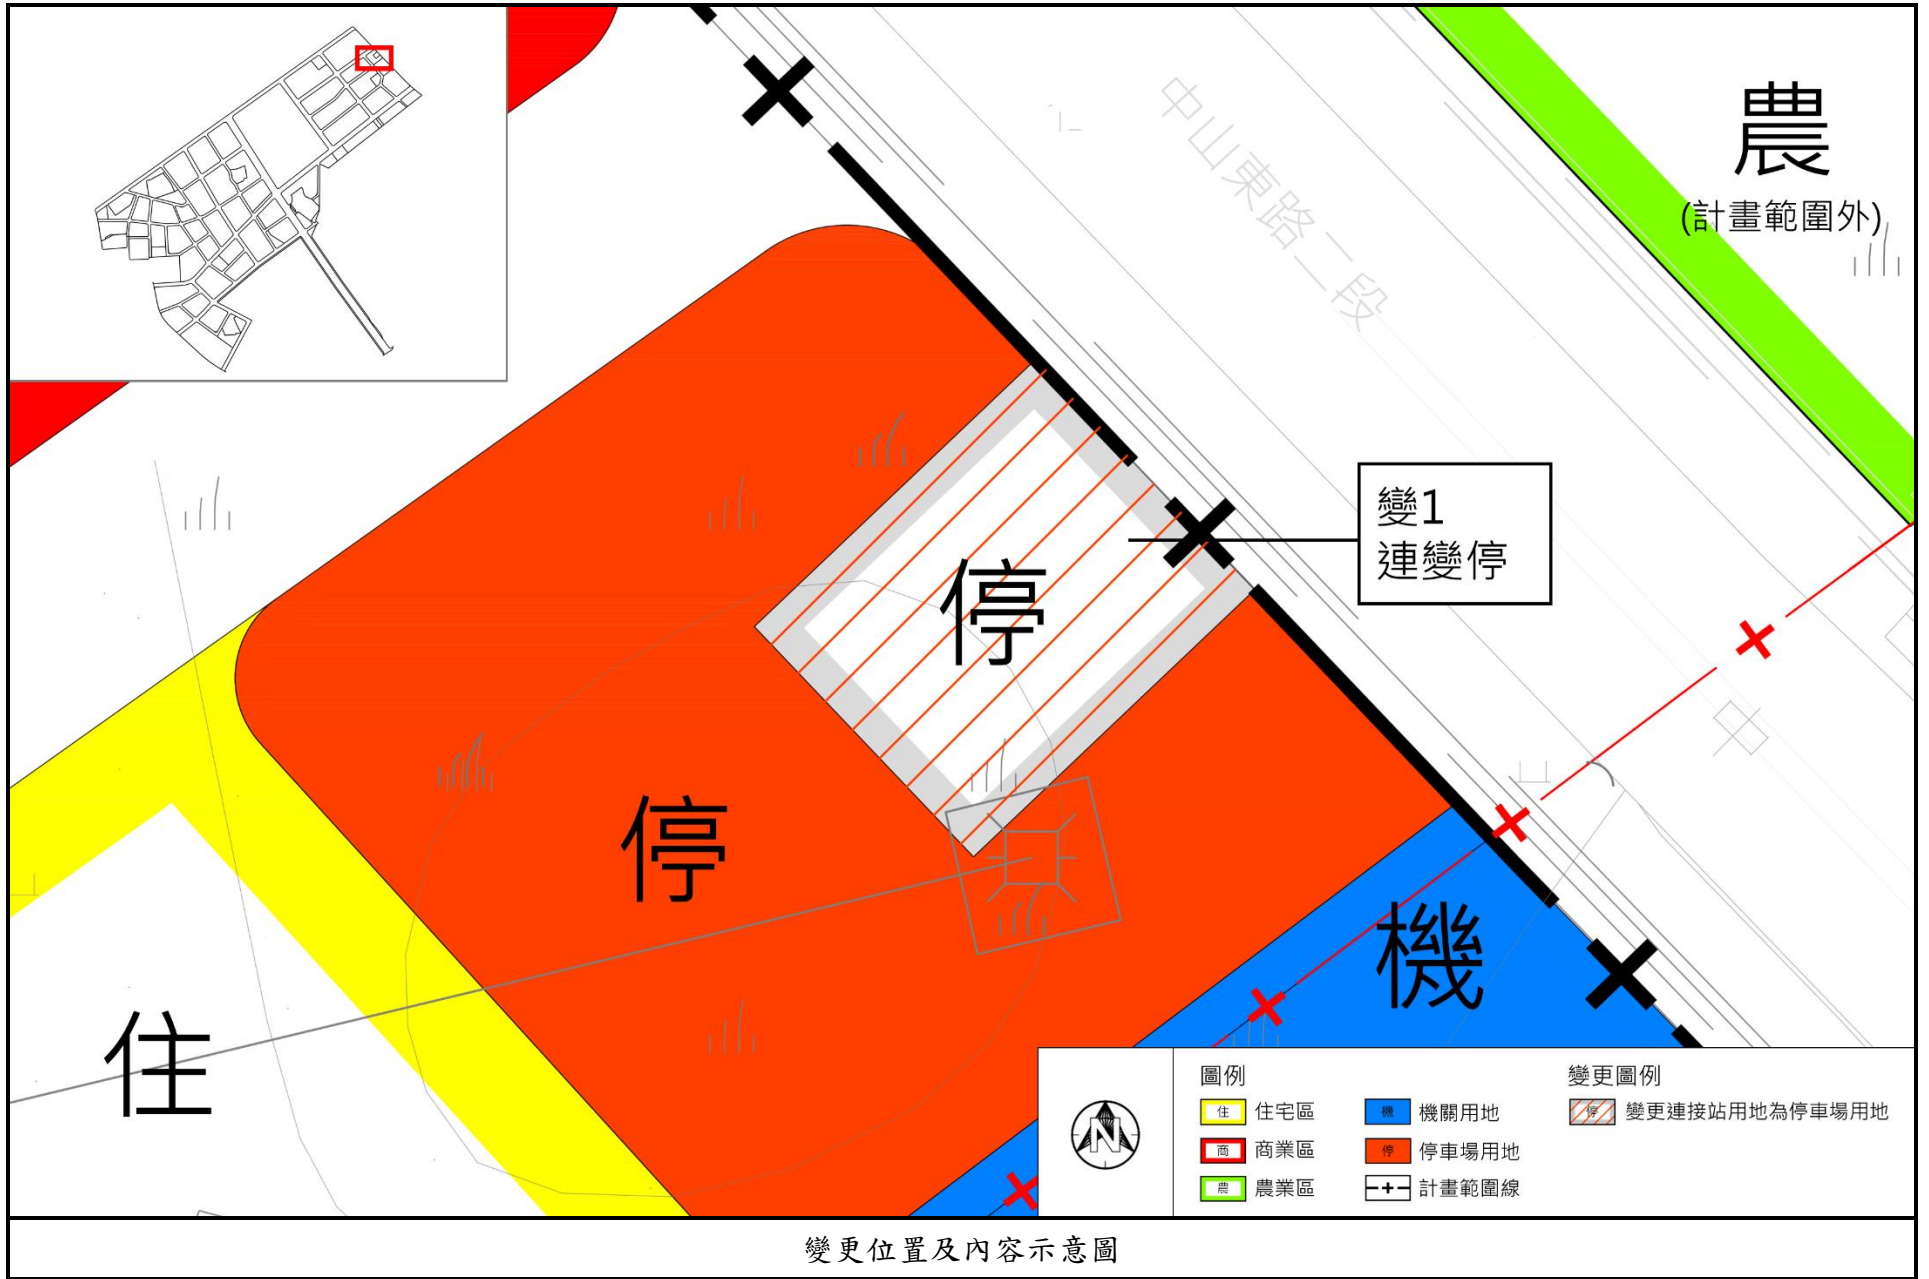 農
(計畫範圍外)
中山東路二段
變1
連變停
停
中
停
機
住
N
圖例
變更圖例
住 住宅區
機 機關用地
停 變更連接站用地為停車場用地
商 商業區
停 停車場用地
農 農業區
計畫範圍線
變更位置及內容示意圖